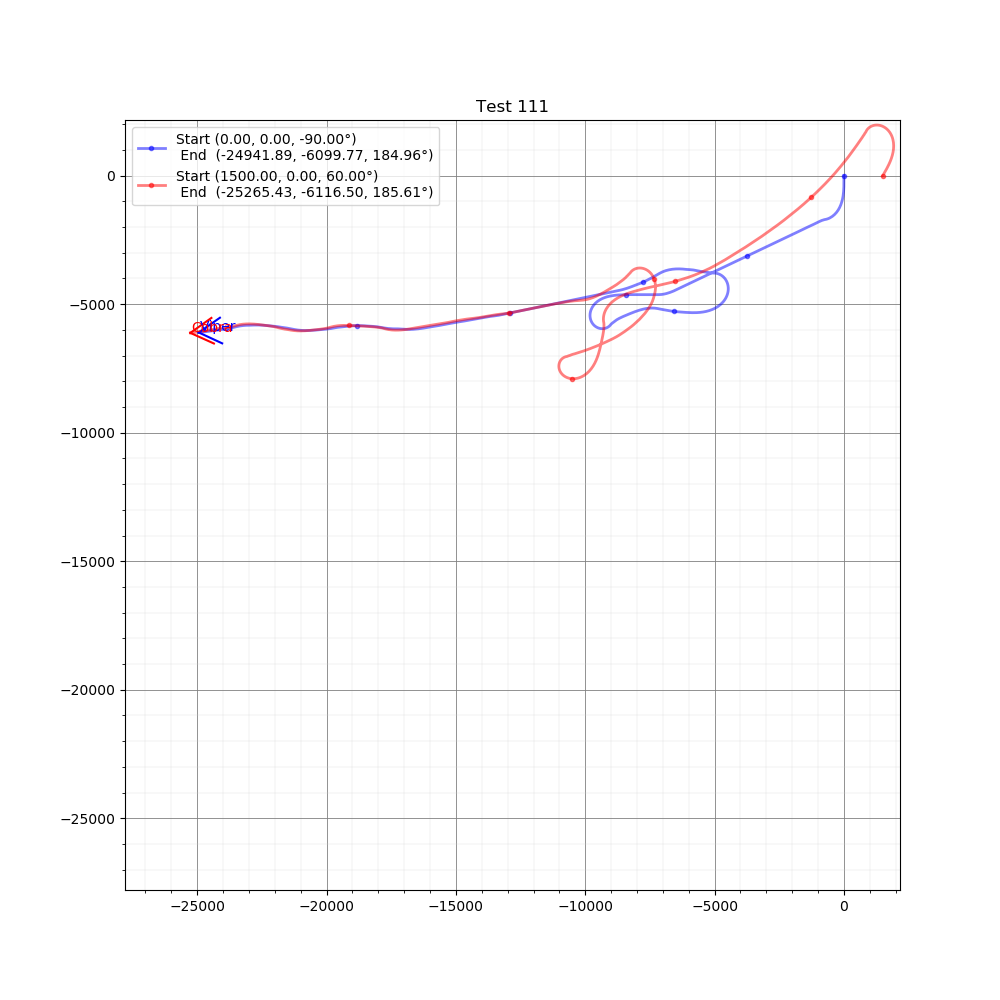 Test 111
Start (0.00, 0.00, -90.00°)
End (-24941.89, -6099.77, 184.96°)
Start (1500.00, 0.00, 60.00°)
End (-25265.43, -6116.50, 185.61°)
0
−5000
−10000
−15000
−20000
−25000
−25000
−20000
−15000
−10000
−5000
0